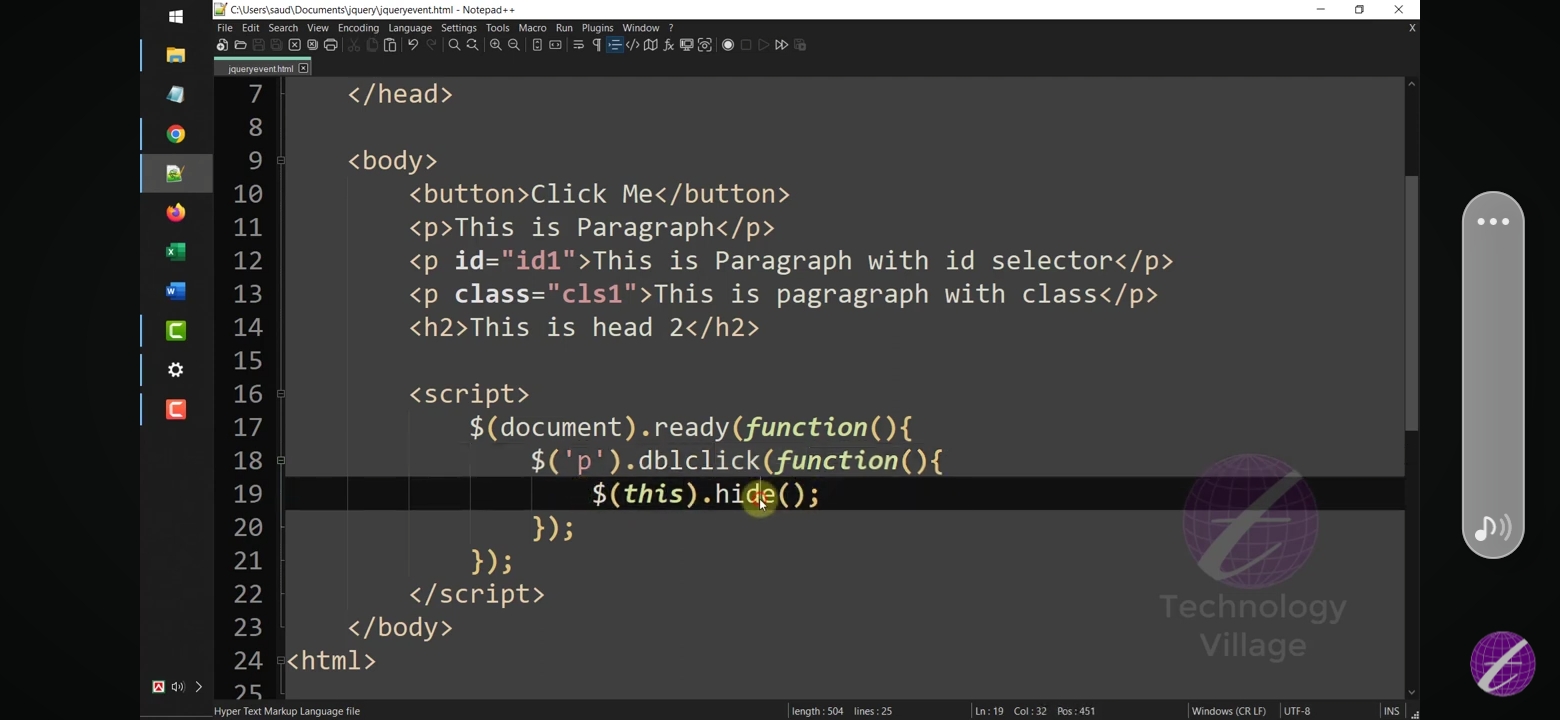 C:\Users\saud\Documents\jquery\jqueryevent.html - Notepad++
File Edit Search View Encoding Language Settings Tools Macro Run Plugins Window ? X
jqueryevent.html
7 </head>
8
9 <body>
10 <button>Click Me</button>
11 <p>This is Paragraph</p>
12 <p id="id1">This is Paragraph with id selector</p>
13 <p class="cls1">This is pagragraph with class</p>
14 <h2>This is head 2</h2>
15
16 <script>
17 $(document).ready(function(){
18 $('p').dblclick(function(){
19 $(this).hide();
20 });
21 });
22 </script>
23 </body>
24 <html>
25
Technology
Village
Hyper Text Markup Language file length : 504 lines : 25 Ln : 19 Col : 32 Pos : 451 Windows (CR LF) UTF-8 INS